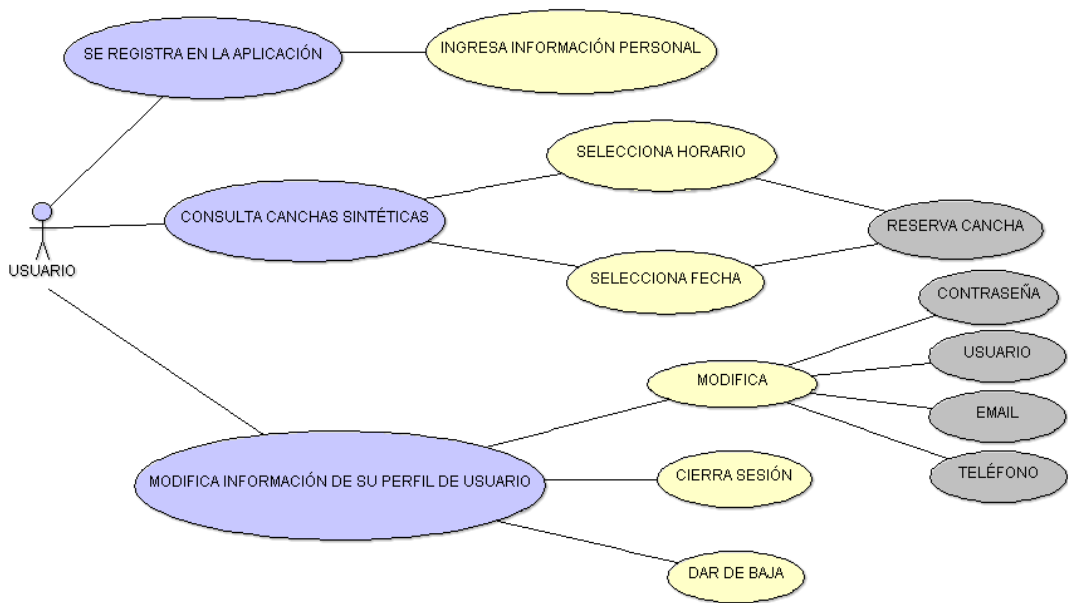 SE REGISTRA EN LA APLICACIÓN
INGRESA INFORMACIÓN PERSONAL
SELECCIONA HORARIO
CONSULTA CANCHAS SINTÉTICAS
RESERVA CANCHA
USUARIO
SELECCIONA FECHA
CONTRASEÑA
USUARIO
MODIFICA
EMAIL
TELÉFONO
MODIFICA INFORMACIÓN DE SU PERFIL DE USUARIO
CIERRA SESIÓN
DAR DE BAJA